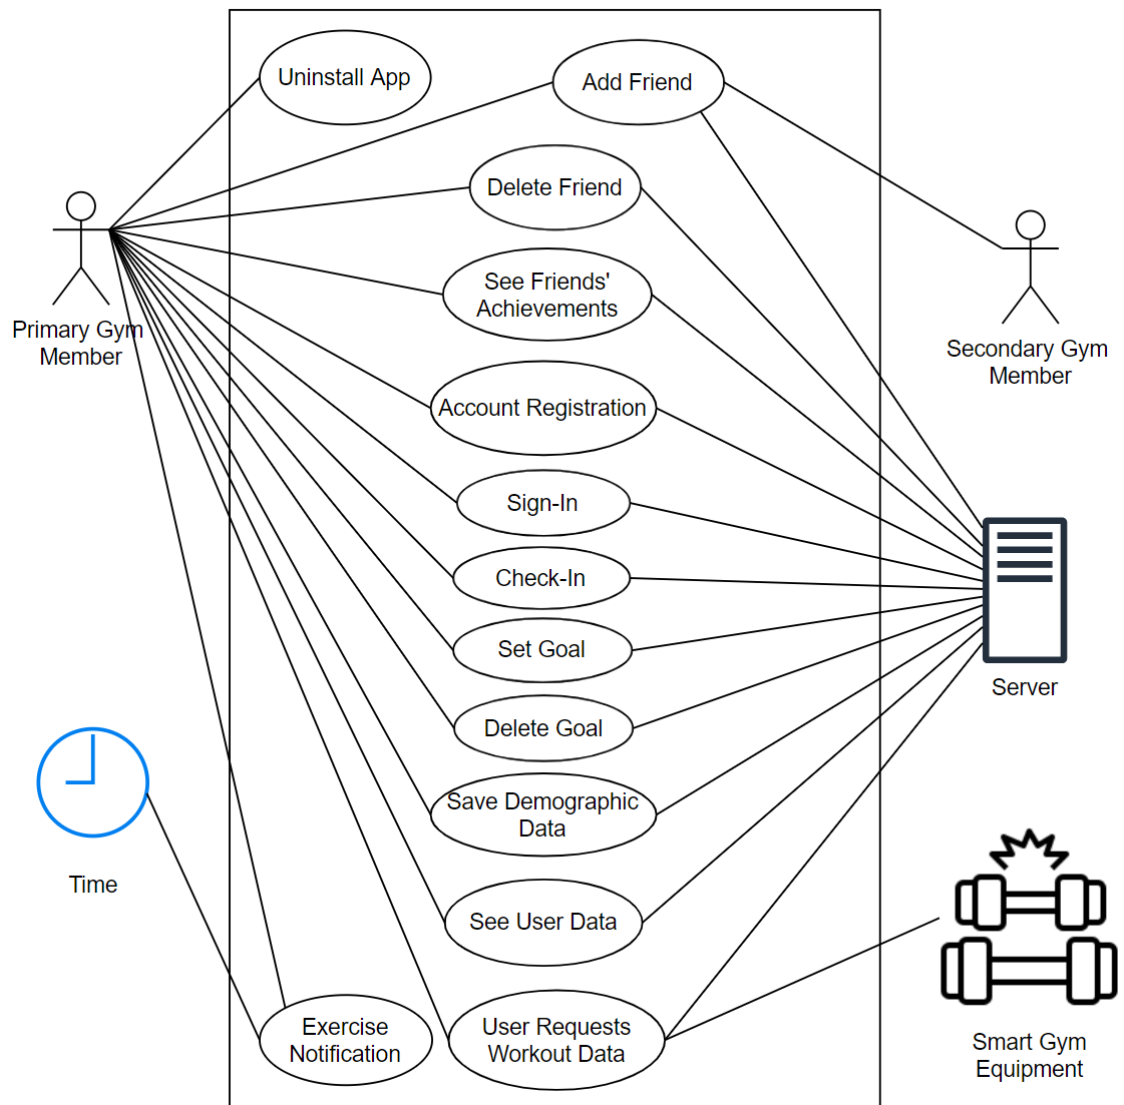 Uninstall App
Add Friend
Delete Friend
See Friends'
Achievements
Primary Gym
Member
Secondary Gym
Member
Account Registration
Sign-In
Check-In
Set Goal
Server
Delete Goal
Save Demographic
Data
Time
See User Data
Exercise
Notification
User Requests
Workout Data
Smart Gym
Equipment